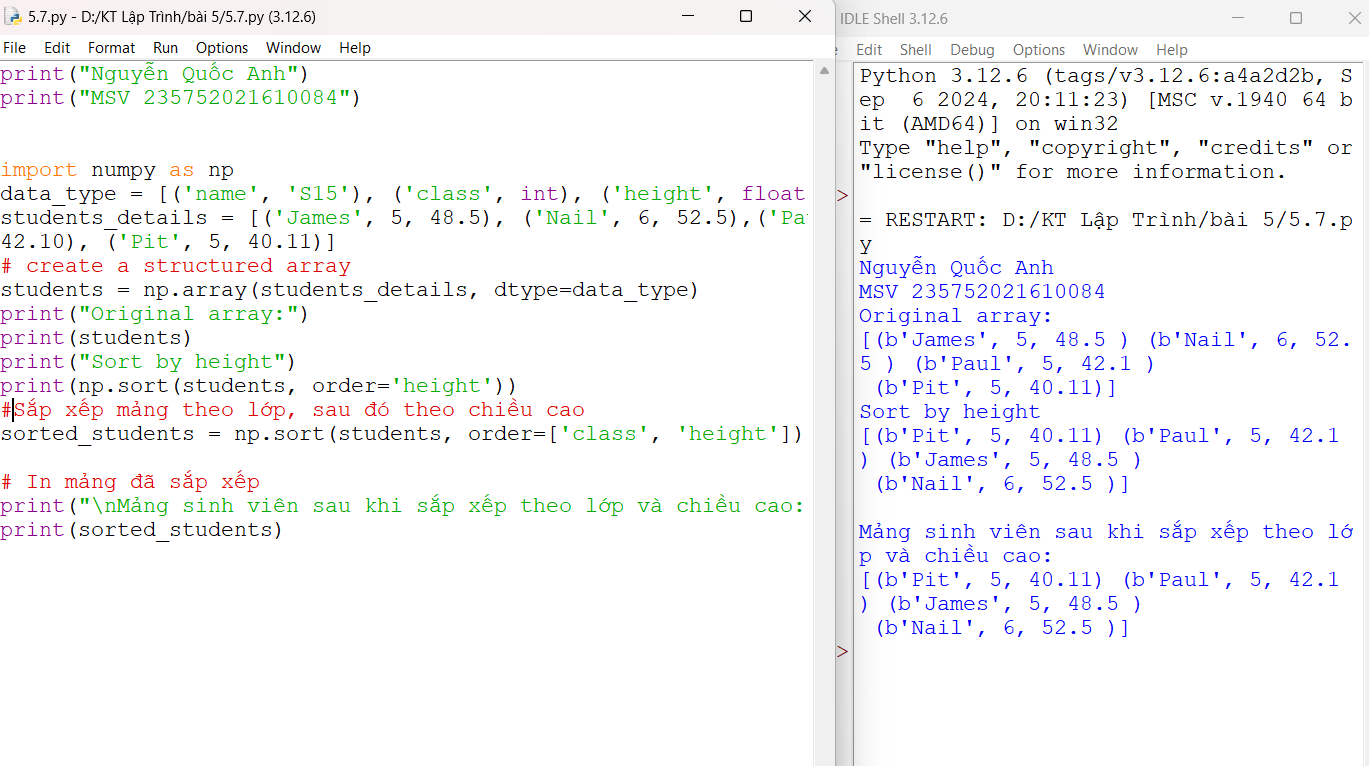 5.7.py - D:/KT Lập Trình/bài 5/5.7.py (3.12.6)
File Edit Format Run Options Window Help
print("Nguyễn Quốc Anh")
print("MSV 235752021610084")
import numpy as np
data_type = [('name', 'S15'), ('class', int), ('height', float
students_details = [('James', 5, 48.5), ('Nail', 6, 52.5),('Pa
42.10), ('Pit', 5, 40.11)]
# create a structured array
students = np.array(students_details, dtype=data_type)
print("Original array:")
print(students)
print("Sort by height")
print(np.sort(students, order='height'))
#Sắp xếp mảng theo lớp, sau đó theo chiều cao
sorted_students = np.sort(students, order=['class', 'height'])
# In mảng đã sắp xếp
print("\nMảng sinh viên sau khi sắp xếp theo lớp và chiều cao:
print(sorted_students)
IDLE Shell 3.12.6
Edit Shell Debug Options Window Help
Python 3.12.6 (tags/v3.12.6:a4a2d2b, S
ep  6 2024, 20:11:23) [MSC v.1940 64 b
it (AMD64)] on win32
Type "help", "copyright", "credits" or
"license()" for more information.
>
= RESTART: D:/KT Lập Trình/bài 5/5.7.p
y
Nguyễn Quốc Anh
MSV 235752021610084
Original array:
[(b'James', 5, 48.5 ) (b'Nail', 6, 52.
5 ) (b'Paul', 5, 42.1 )
 (b'Pit', 5, 40.11)]
Sort by height
[(b'Pit', 5, 40.11) (b'Paul', 5, 42.1
) (b'James', 5, 48.5 )
 (b'Nail', 6, 52.5 )]
Mảng sinh viên sau khi sắp xếp theo lớ
p và chiều cao:
[(b'Pit', 5, 40.11) (b'Paul', 5, 42.1
) (b'James', 5, 48.5 )
 (b'Nail', 6, 52.5 )]
>